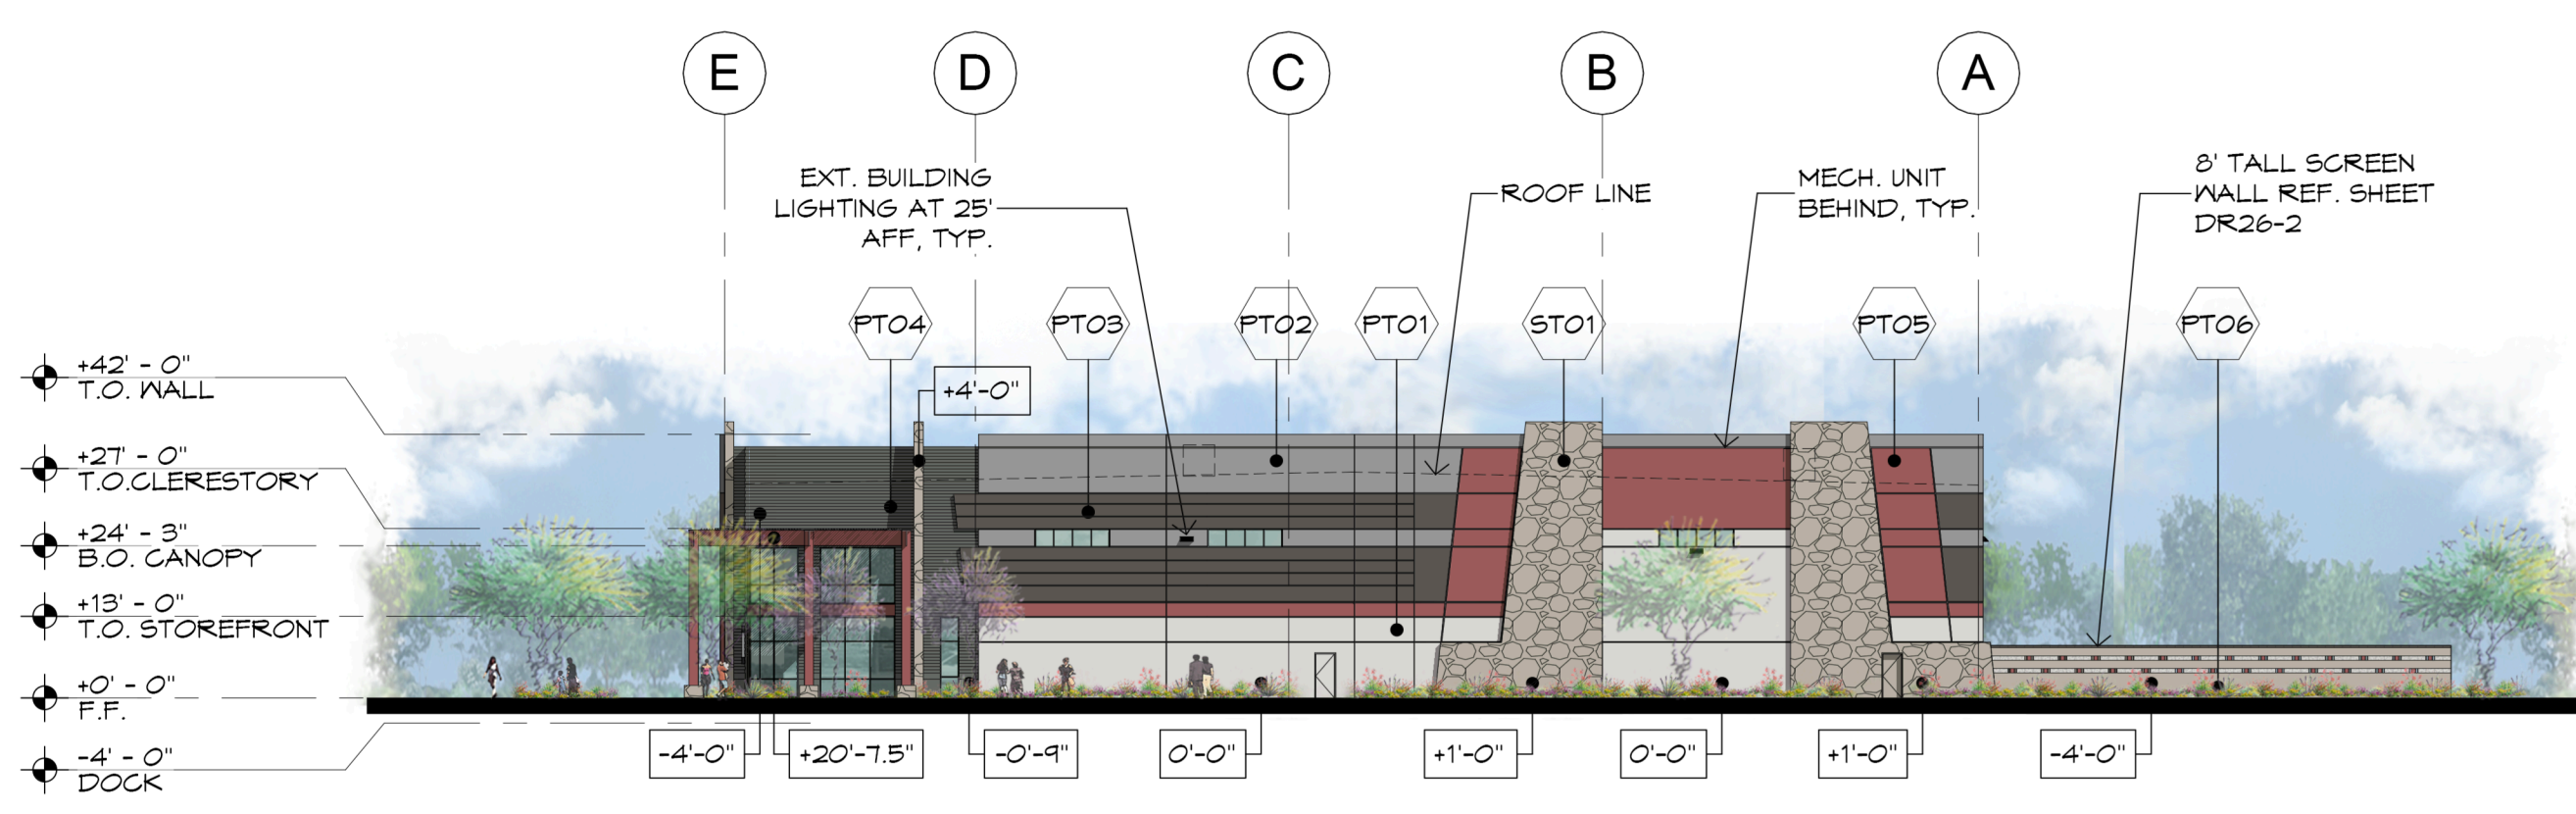 E
D
C
B
A
EXT. BUILDING
LIGHTING AT 25'
AFF, TYP.
ROOF LINE
MECH. UNIT
BEHIND, TYP.
8' TALL SCREEN
WALL REF. SHEET
DR26-2
PT04
PT03
PT02
PT01
ST01
PT05
PT06
+4'-0"
+42' - 0"
T.O. WALL
+27' - 0"
T.O.CLERESTORY
+24' - 3"
B.O. CANOPY
+13' - 0"
T.O. STOREFRONT
+0' - 0"
F.F.
-4' - 0"
DOCK
-4'-0"
+20'-7.5"
-0'-9"
0'-0"
+1'-0"
0'-0"
+1'-0"
-4'-0"